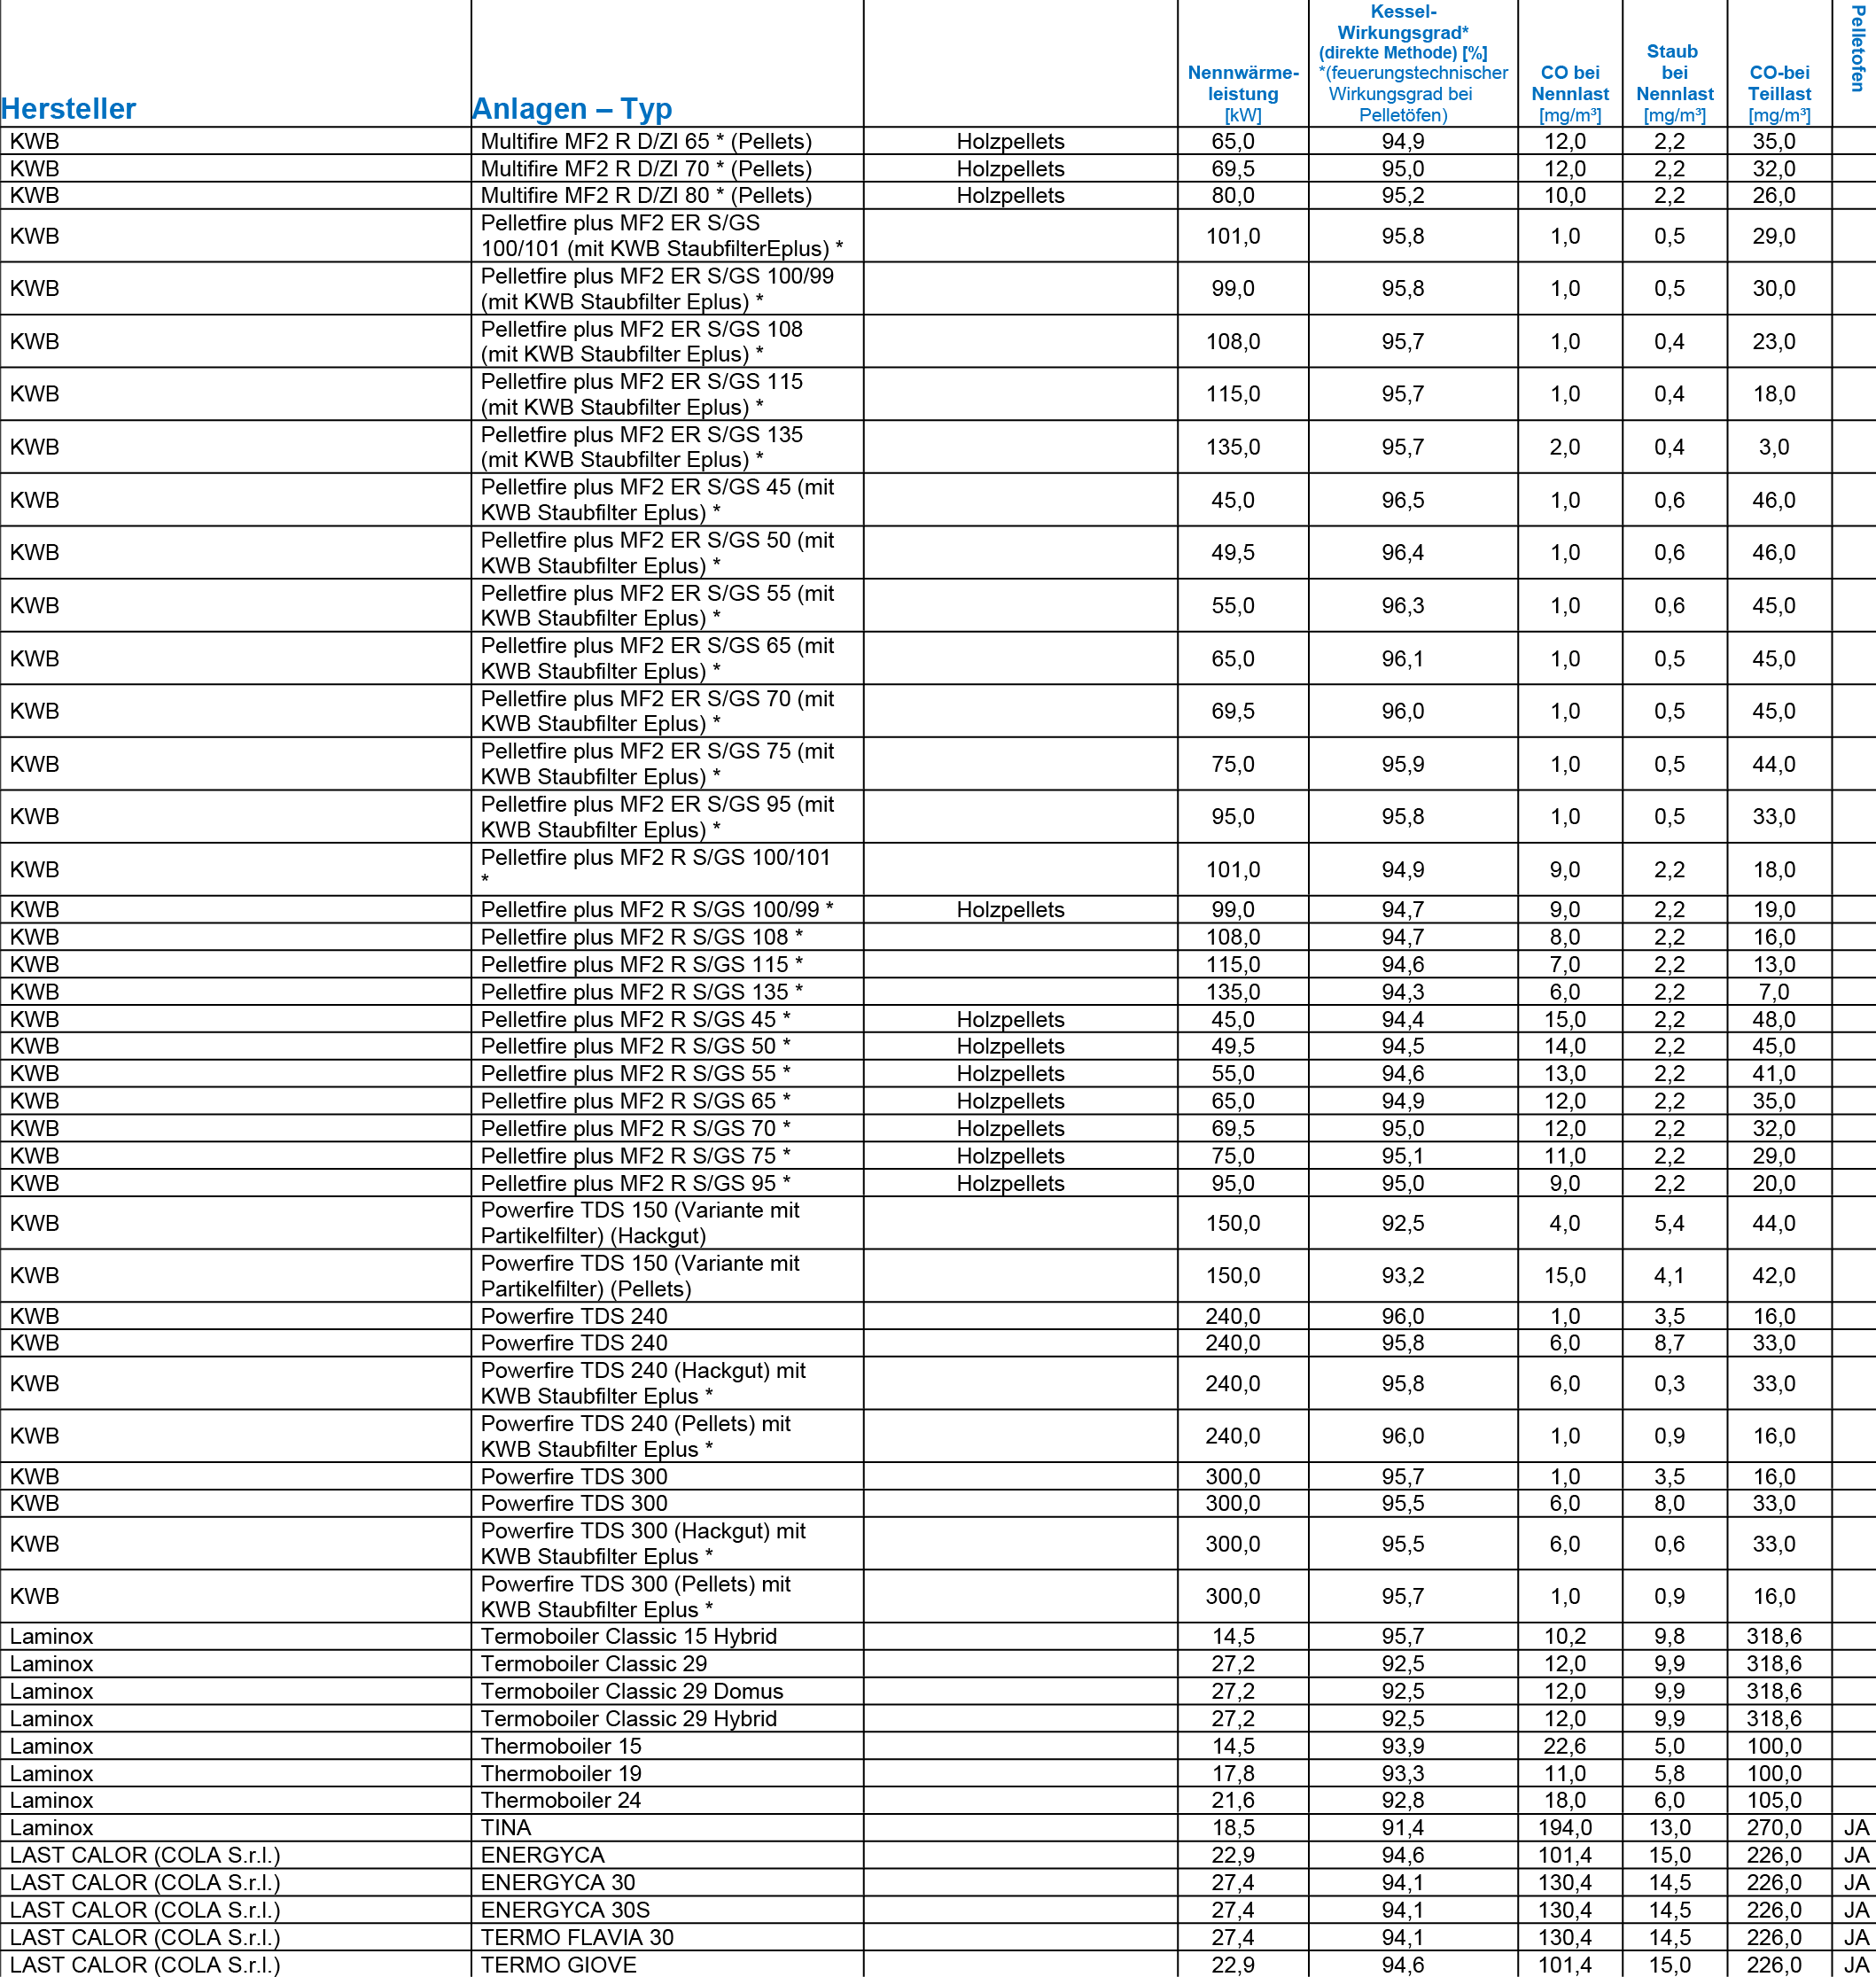 Hersteller Anlagen – Typ Nennwärme-leistung [kW] Kessel-Wirkungsgrad* (direkte Methode) [%] *(feuerungstechnischer Wirkungsgrad bei Pelletöfen) CO bei Nennlast [mg/m³] Staub bei Nennlast [mg/m³] CO-bei Teillast [mg/m³] Pelletofen
KWB Multifire MF2 R D/ZI 65 * (Pellets) Holzpellets 65,0 94,9 12,0 2,2 35,0
KWB Multifire MF2 R D/ZI 70 * (Pellets) Holzpellets 69,5 95,0 12,0 2,2 32,0
KWB Multifire MF2 R D/ZI 80 * (Pellets) Holzpellets 80,0 95,2 10,0 2,2 26,0
KWB Pelletfire plus MF2 ER S/GS 100/101 (mit KWB StaubfilterEplus) * 101,0 95,8 1,0 0,5 29,0
KWB Pelletfire plus MF2 ER S/GS 100/99 (mit KWB Staubfilter Eplus) * 99,0 95,8 1,0 0,5 30,0
KWB Pelletfire plus MF2 ER S/GS 108 (mit KWB Staubfilter Eplus) * 108,0 95,7 1,0 0,4 23,0
KWB Pelletfire plus MF2 ER S/GS 115 (mit KWB Staubfilter Eplus) * 115,0 95,7 1,0 0,4 18,0
KWB Pelletfire plus MF2 ER S/GS 135 (mit KWB Staubfilter Eplus) * 135,0 95,7 2,0 0,4 3,0
KWB Pelletfire plus MF2 ER S/GS 45 (mit KWB Staubfilter Eplus) * 45,0 96,5 1,0 0,6 46,0
KWB Pelletfire plus MF2 ER S/GS 50 (mit KWB Staubfilter Eplus) * 49,5 96,4 1,0 0,6 46,0
KWB Pelletfire plus MF2 ER S/GS 55 (mit KWB Staubfilter Eplus) * 55,0 96,3 1,0 0,6 45,0
KWB Pelletfire plus MF2 ER S/GS 65 (mit KWB Staubfilter Eplus) * 65,0 96,1 1,0 0,5 45,0
KWB Pelletfire plus MF2 ER S/GS 70 (mit KWB Staubfilter Eplus) * 69,5 96,0 1,0 0,5 45,0
KWB Pelletfire plus MF2 ER S/GS 75 (mit KWB Staubfilter Eplus) * 75,0 95,9 1,0 0,5 44,0
KWB Pelletfire plus MF2 ER S/GS 95 (mit KWB Staubfilter Eplus) * 95,0 95,8 1,0 0,5 33,0
KWB Pelletfire plus MF2 R S/GS 100/101 * 101,0 94,9 9,0 2,2 18,0
KWB Pelletfire plus MF2 R S/GS 100/99 * Holzpellets 99,0 94,7 9,0 2,2 19,0
KWB Pelletfire plus MF2 R S/GS 108 * 108,0 94,7 8,0 2,2 16,0
KWB Pelletfire plus MF2 R S/GS 115 * 115,0 94,6 7,0 2,2 13,0
KWB Pelletfire plus MF2 R S/GS 135 * 135,0 94,3 6,0 2,2 7,0
KWB Pelletfire plus MF2 R S/GS 45 * Holzpellets 45,0 94,4 15,0 2,2 48,0
KWB Pelletfire plus MF2 R S/GS 50 * Holzpellets 49,5 94,5 14,0 2,2 45,0
KWB Pelletfire plus MF2 R S/GS 55 * Holzpellets 55,0 94,6 13,0 2,2 41,0
KWB Pelletfire plus MF2 R S/GS 65 * Holzpellets 65,0 94,9 12,0 2,2 35,0
KWB Pelletfire plus MF2 R S/GS 70 * Holzpellets 69,5 95,0 12,0 2,2 32,0
KWB Pelletfire plus MF2 R S/GS 75 * Holzpellets 75,0 95,1 11,0 2,2 29,0
KWB Pelletfire plus MF2 R S/GS 95 * Holzpellets 95,0 95,0 9,0 2,2 20,0
KWB Powerfire TDS 150 (Variante mit Partikelfilter) (Hackgut) 150,0 92,5 4,0 5,4 44,0
KWB Powerfire TDS 150 (Variante mit Partikelfilter) (Pellets) 150,0 93,2 15,0 4,1 42,0
KWB Powerfire TDS 240 240,0 96,0 1,0 3,5 16,0
KWB Powerfire TDS 240 240,0 95,8 6,0 8,7 33,0
KWB Powerfire TDS 240 (Hackgut) mit KWB Staubfilter Eplus * 240,0 95,8 6,0 0,3 33,0
KWB Powerfire TDS 240 (Pellets) mit KWB Staubfilter Eplus * 240,0 96,0 1,0 0,9 16,0
KWB Powerfire TDS 300 300,0 95,7 1,0 3,5 16,0
KWB Powerfire TDS 300 300,0 95,5 6,0 8,0 33,0
KWB Powerfire TDS 300 (Hackgut) mit KWB Staubfilter Eplus * 300,0 95,5 6,0 0,6 33,0
KWB Powerfire TDS 300 (Pellets) mit KWB Staubfilter Eplus * 300,0 95,7 1,0 0,9 16,0
Laminox Termoboiler Classic 15 Hybrid 14,5 95,7 10,2 9,8 318,6
Laminox Termoboiler Classic 29 27,2 92,5 12,0 9,9 318,6
Laminox Termoboiler Classic 29 Domus 27,2 92,5 12,0 9,9 318,6
Laminox Termoboiler Classic 29 Hybrid 27,2 92,5 12,0 9,9 318,6
Laminox Thermoboiler 15 14,5 93,9 22,6 5,0 100,0
Laminox Thermoboiler 19 17,8 93,3 11,0 5,8 100,0
Laminox Thermoboiler 24 21,6 92,8 18,0 6,0 105,0
Laminox TINA 18,5 91,4 194,0 13,0 270,0 JA
LAST CALOR (COLA S.r.l.) ENERGYCA 22,9 94,6 101,4 15,0 226,0 JA
LAST CALOR (COLA S.r.l.) ENERGYCA 30 27,4 94,1 130,4 14,5 226,0 JA
LAST CALOR (COLA S.r.l.) ENERGYCA 30S 27,4 94,1 130,4 14,5 226,0 JA
LAST CALOR (COLA S.r.l.) TERMO FLAVIA 30 27,4 94,1 130,4 14,5 226,0 JA
LAST CALOR (COLA S.r.l.) TERMO GIOVE 22,9 94,6 101,4 15,0 226,0 JA